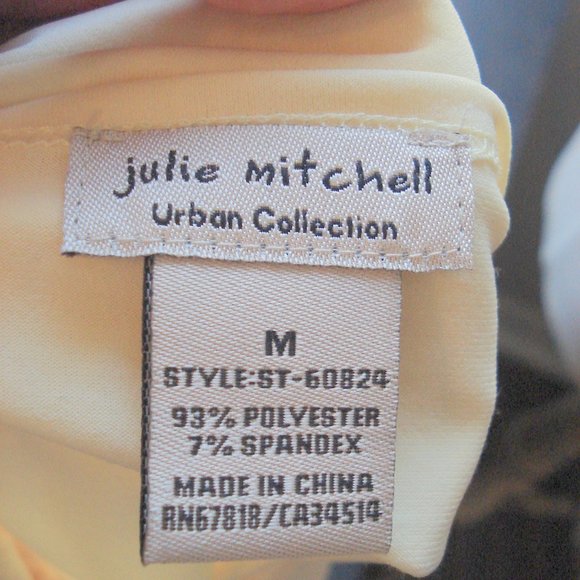 julie mitchell
Urban Collection
M
STYLE:ST-60824
93% POLYESTER
7% SPANDEX
MADE IN CHINA
RN67818/CA34514